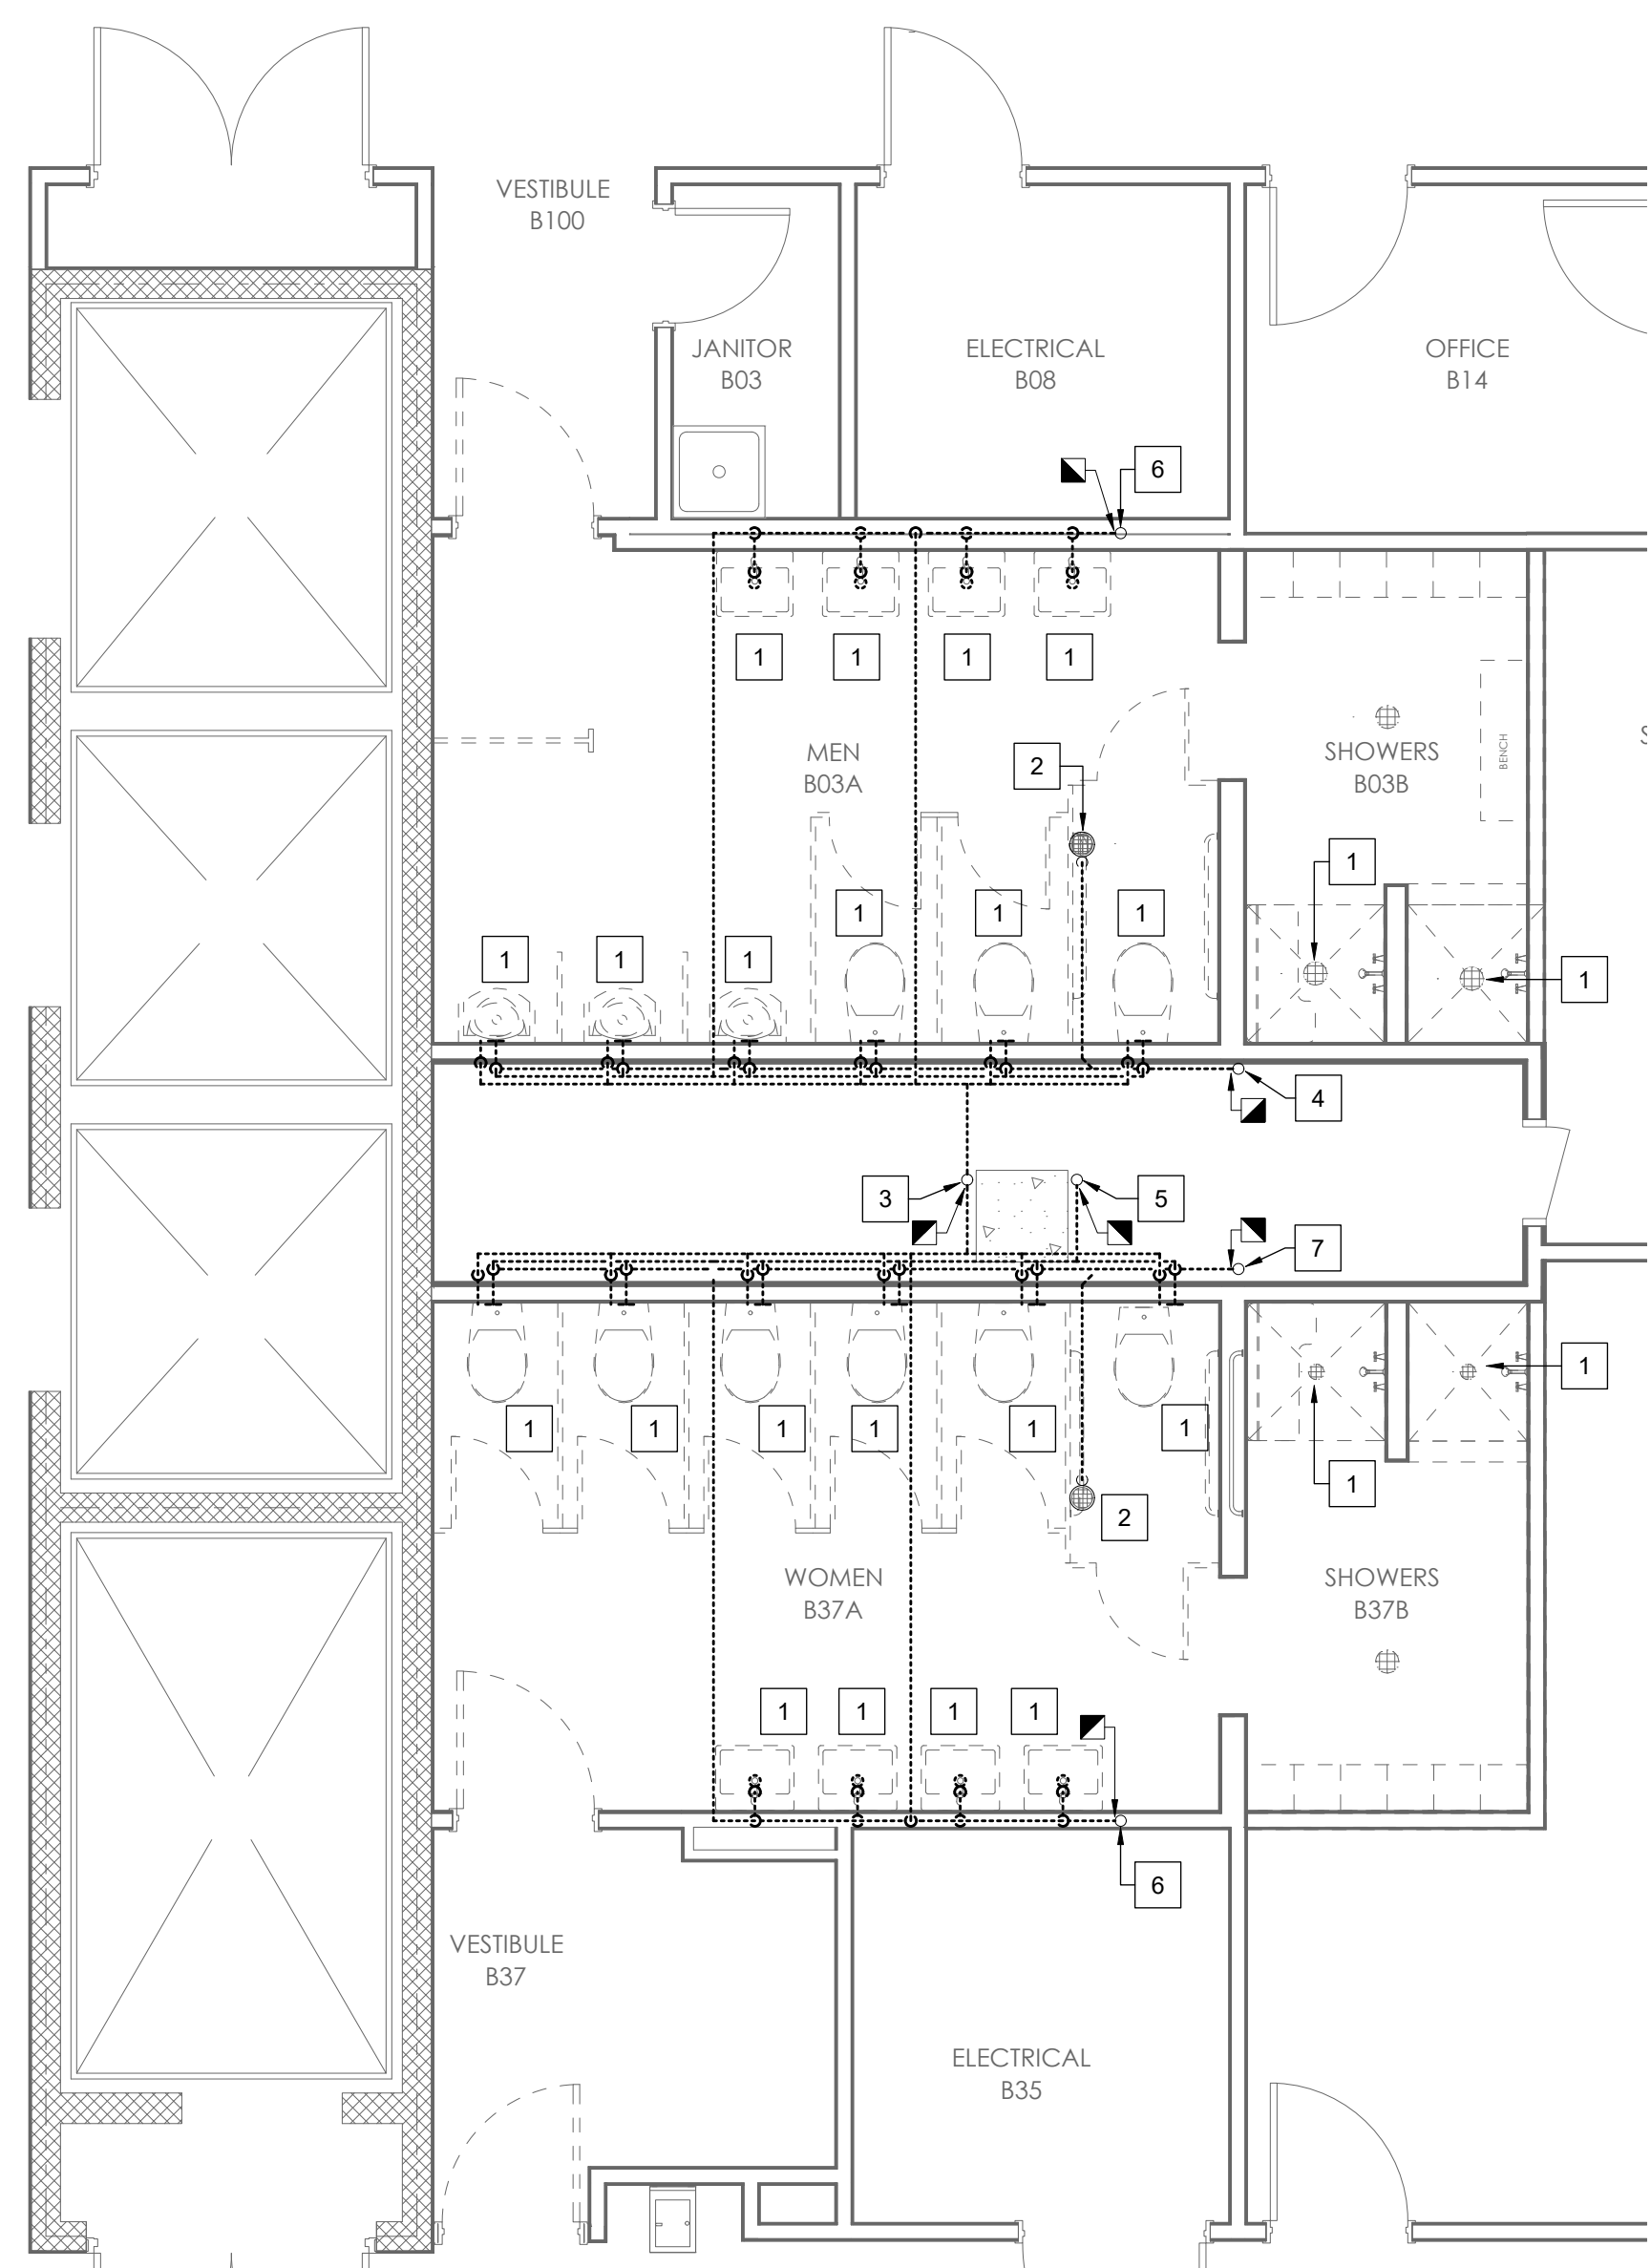 VESTIBULE
B100
JANITOR
B03
ELECTRICAL
B08
OFFICE
B14
6
1
1
1
1
MEN
B03A
2
SHOWERS
B03B
BENCH
S
1
1
1
1
1
1
1
1
4
3
5
7
1
1
1
1
1
1
1
1
2
WOMEN
B37A
SHOWERS
B37B
1
1
1
1
6
VESTIBULE
B37
ELECTRICAL
B35